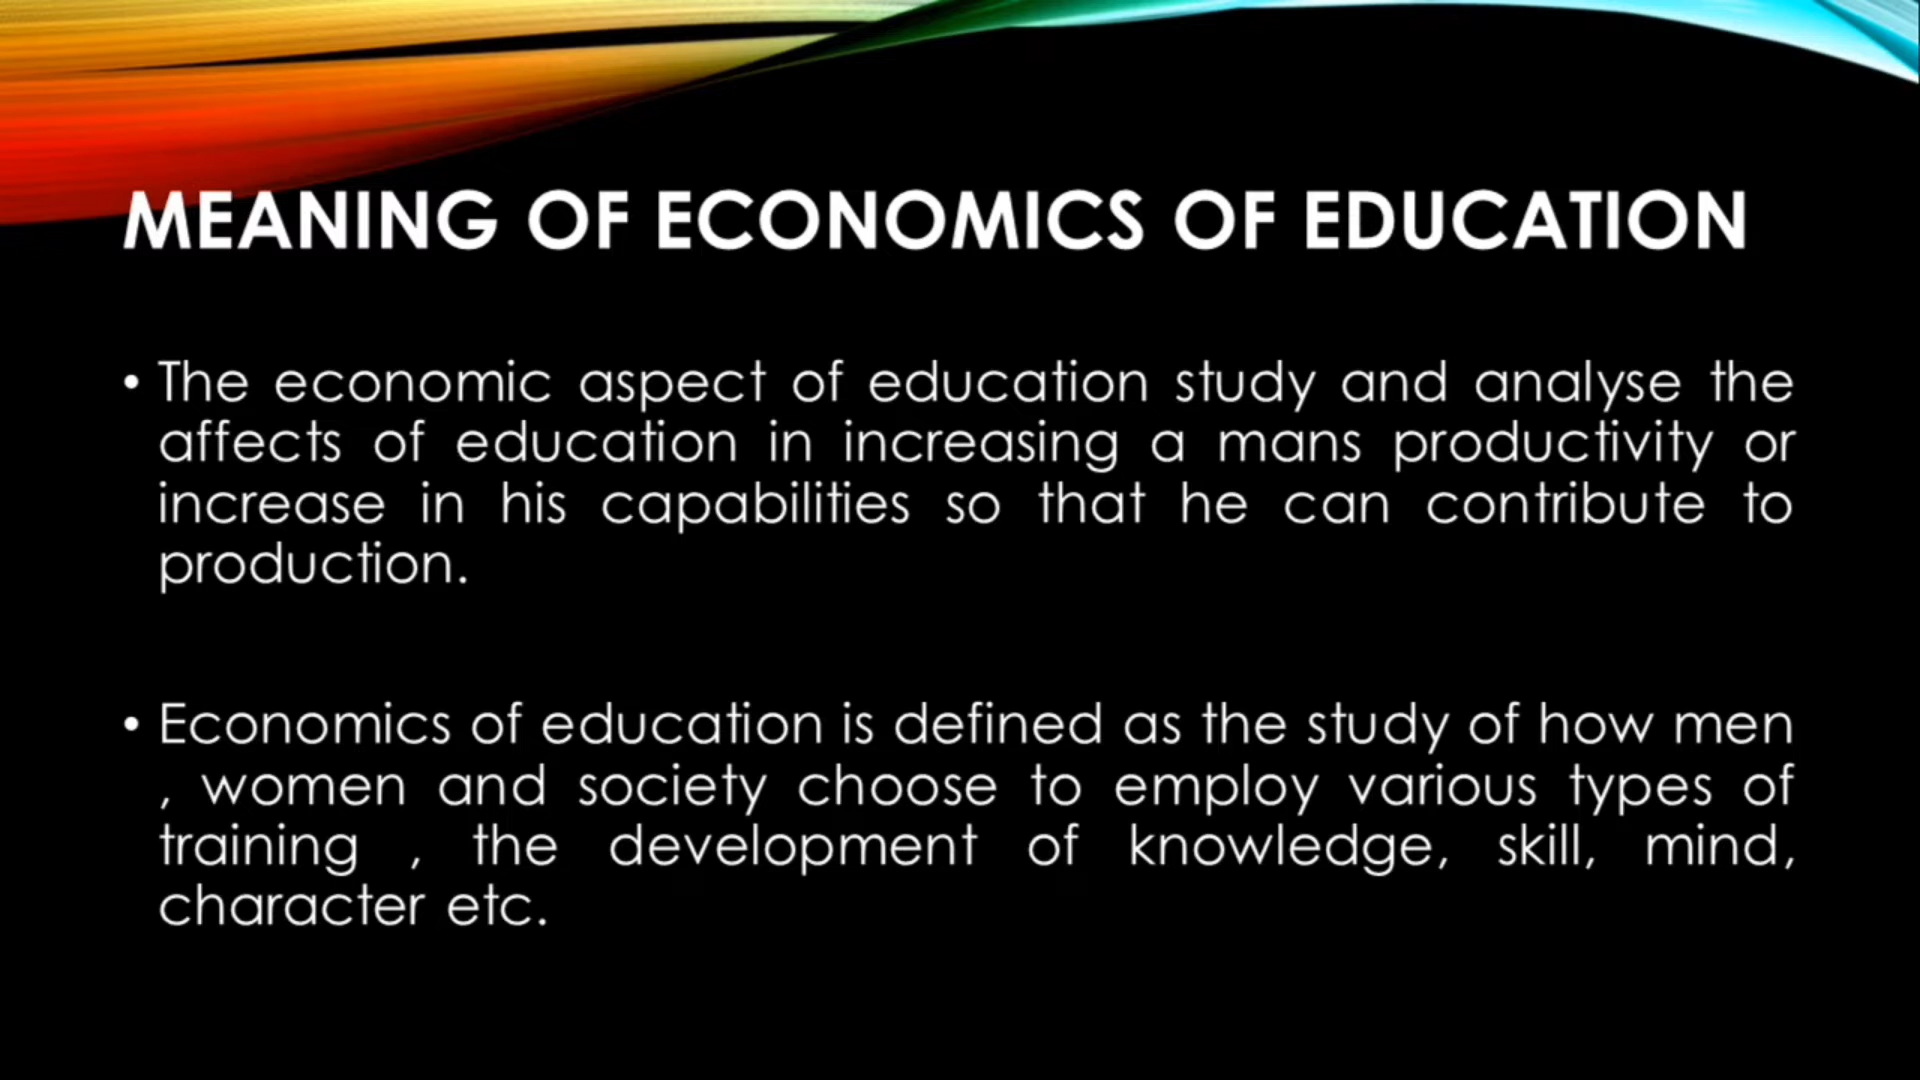 MEANING OF ECONOMICS OF EDUCATION
• The economic aspect of education study and analyse the
affects of education in increasing a mans productivity or
increase in his capabilities so that he can contribute to
production.
• Economics of education is defined as the study of how men
, women and society choose to employ various types of
training , the development of knowledge, skill, mind,
character etc.